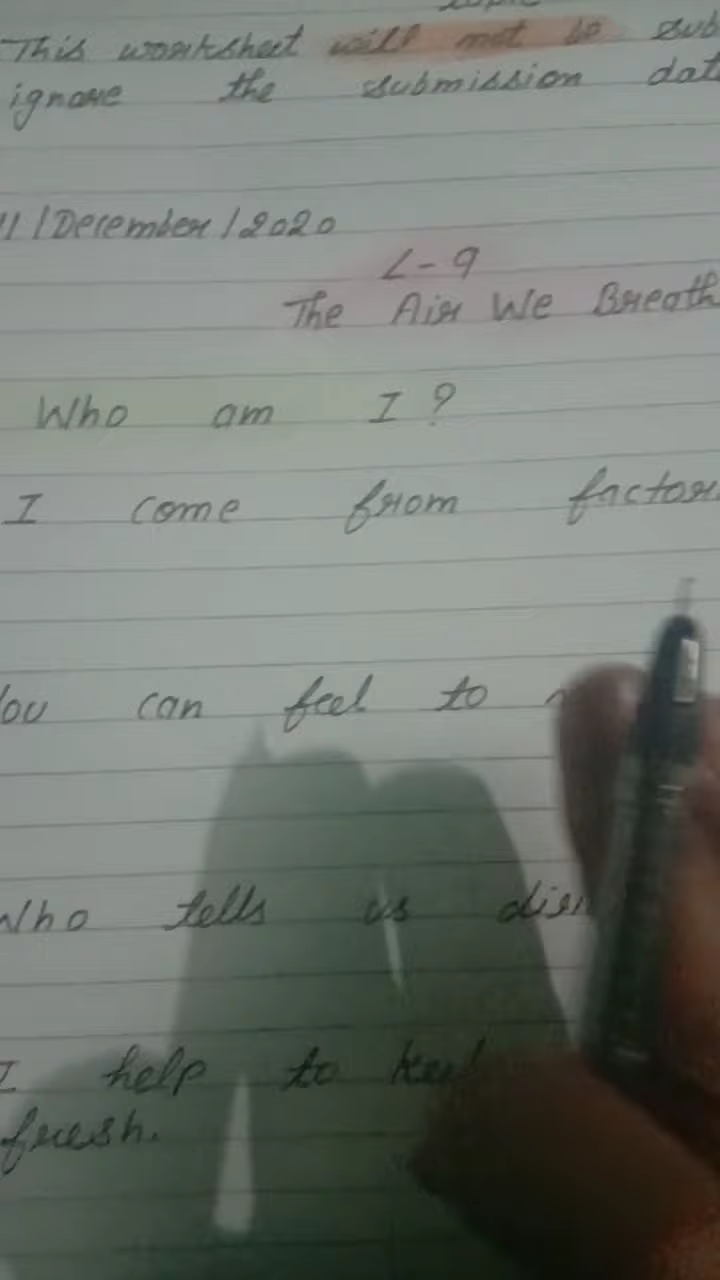 This worksheet will not be sub
ignore the submission dat
11/December/2020
L-9
The Air We Breath
Who am I?
I come from factor
You can feel to
Who tells us
I help to
fresh.